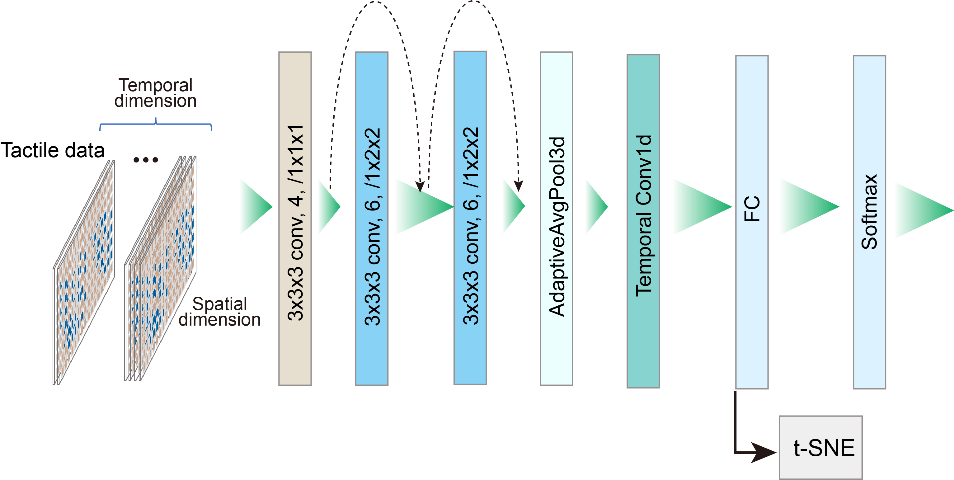 Temporal
dimension
Tactile data
Spatial
dimension
3x3x3 conv, 4, /1x1x1
3x3x3 conv, 6, /1x2x2
3x3x3 conv, 6, /1x2x2
AdaptiveAvgPool3d
Temporal Conv1d
FC
Softmax
t-SNE